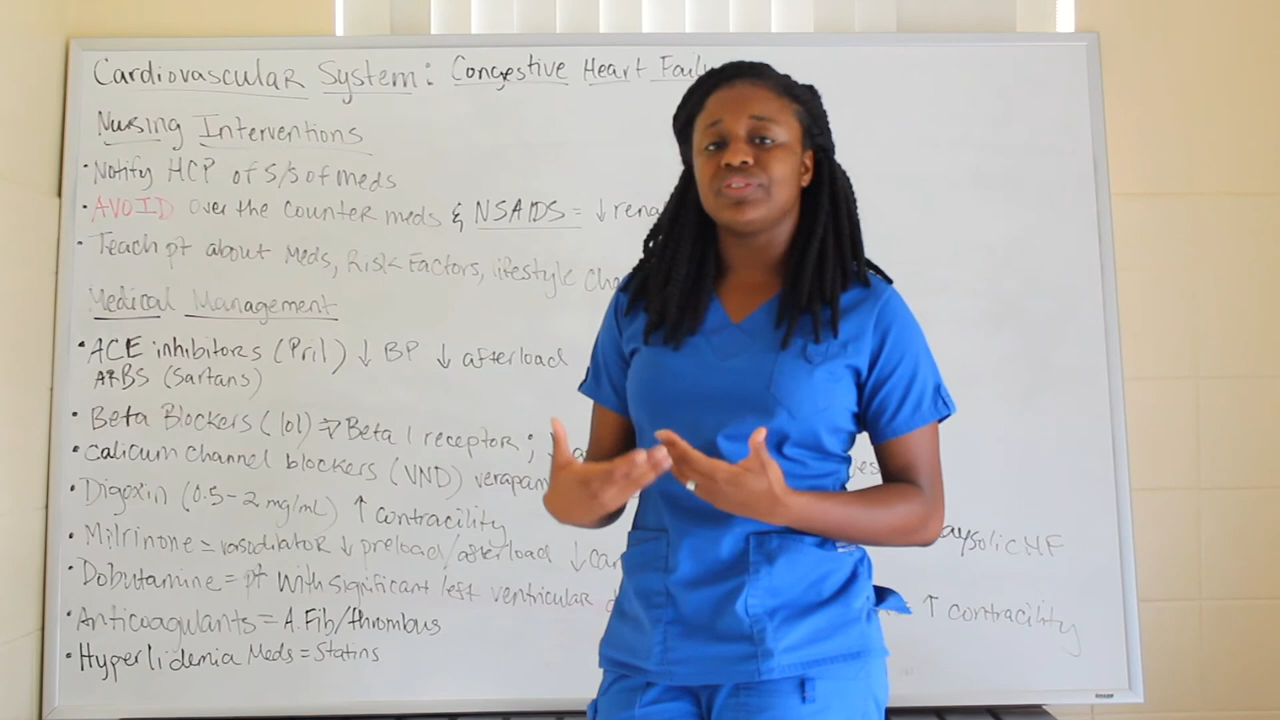 Cardiovascular System: Congestive Heart Failu
Nursing Interventions
• Notify HCP of S/S of meds
• AVOID over the counter meds & NSAIDS = ↓ rena
• Teach pt about Meds, Risk Factors, lifestyle cha
Medical Management
• ACE inhibitors (Pril) ↓ BP ↓ afterload
ARBS (Sartans)
• Beta Blockers (lol) ⇒ Beta 1 receptor; ↓
• Calicum channel blockers (VND) verapam
• Digoxin (0.5-2 mg/mL) ↑ contracility
• Milrinone = vasodilator ↓ preload/afterload ↓ car
• Dobutamine = pt with significant left ventricular d ↑ contracility
• Anticoagulants = A.Fib/thrombus
• Hyperlidemia Meds = Statins